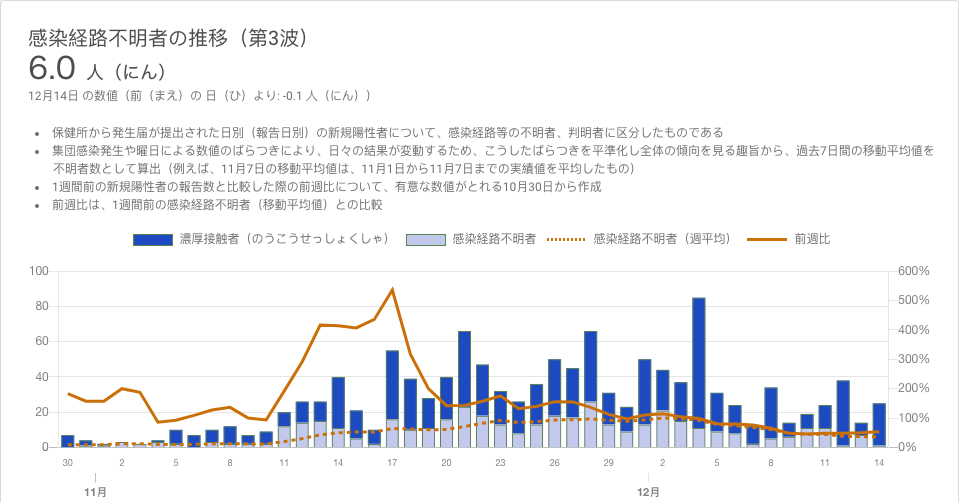 感染経路不明者の推移（第3波）
6.0 人（にん）
12月14日 の数値（前（まえ）の 日（ひ）より: -0.1 人（にん））
• 保健所から発生届が提出された日別（報告日別）の新規陽性者について、感染経路等の不明者、判明者に区分したものである
• 集団感染発生や曜日による数値のばらつきにより、日々の結果が変動するため、こうしたばらつきを平準化し全体の傾向を見る趣旨から、過去7日間の移動平均値を
不明者数として算出（例えば、11月7日の移動平均値は、11月1日から11月7日までの実績値を平均したもの）
• 1週間前の新規陽性者の報告数と比較した際の前週比について、有意な数値がとれる10月30日から作成
• 前週比は、1週間前の感染経路不明者（移動平均値）との比較
濃厚接触者（のうこうせっしょくしゃ） 感染経路不明者 感染経路不明者（週平均） 前週比
100 600%
500%
80
400%
60
300%
40
200%
20 100%
0 0%
30 2 5 8 11 14 17 20 23 26 29 2 5 8 11 14
11月 12月